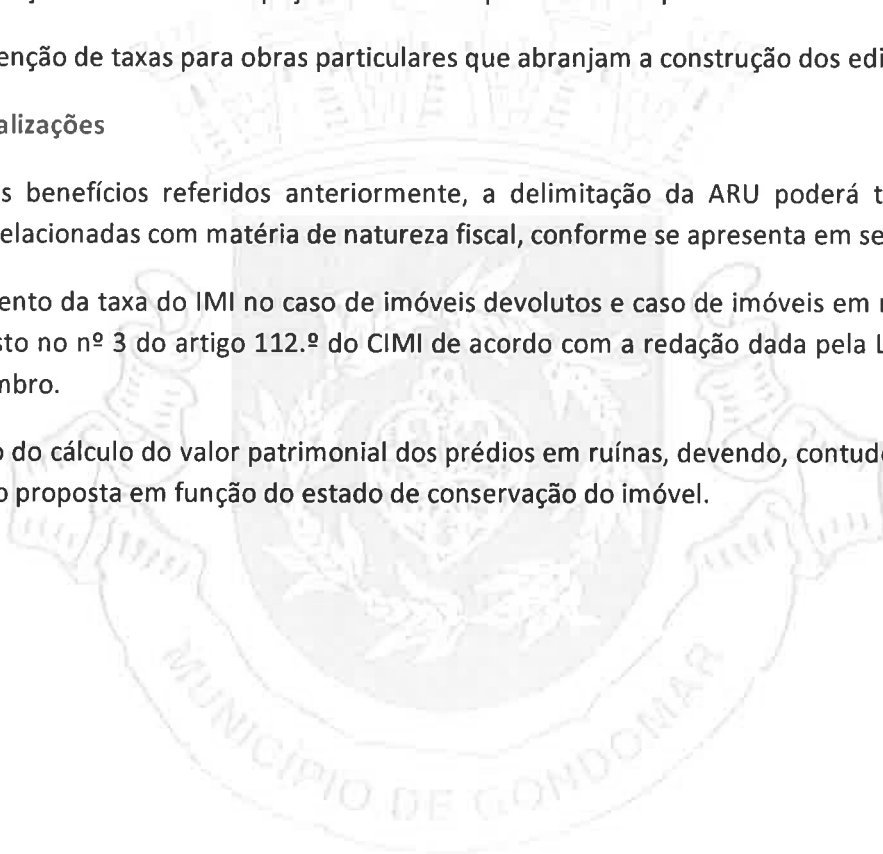 enção de taxas para obras particulares que abranjam a construção dos edi
alizações
s benefícios referidos anteriormente, a delimitação da ARU poderá t
elacionadas com matéria de natureza fiscal, conforme se apresenta em se
ento da taxa do IMI no caso de imóveis devolutos e caso de imóveis em r
sto no nº 3 do artigo 112.º do CIMI de acordo com a redação dada pela L
mbro.
o do cálculo do valor patrimonial dos prédios em ruínas, devendo, contud
o proposta em função do estado de conservação do imóvel.
MUNICÍPIO DE GONDOMAR